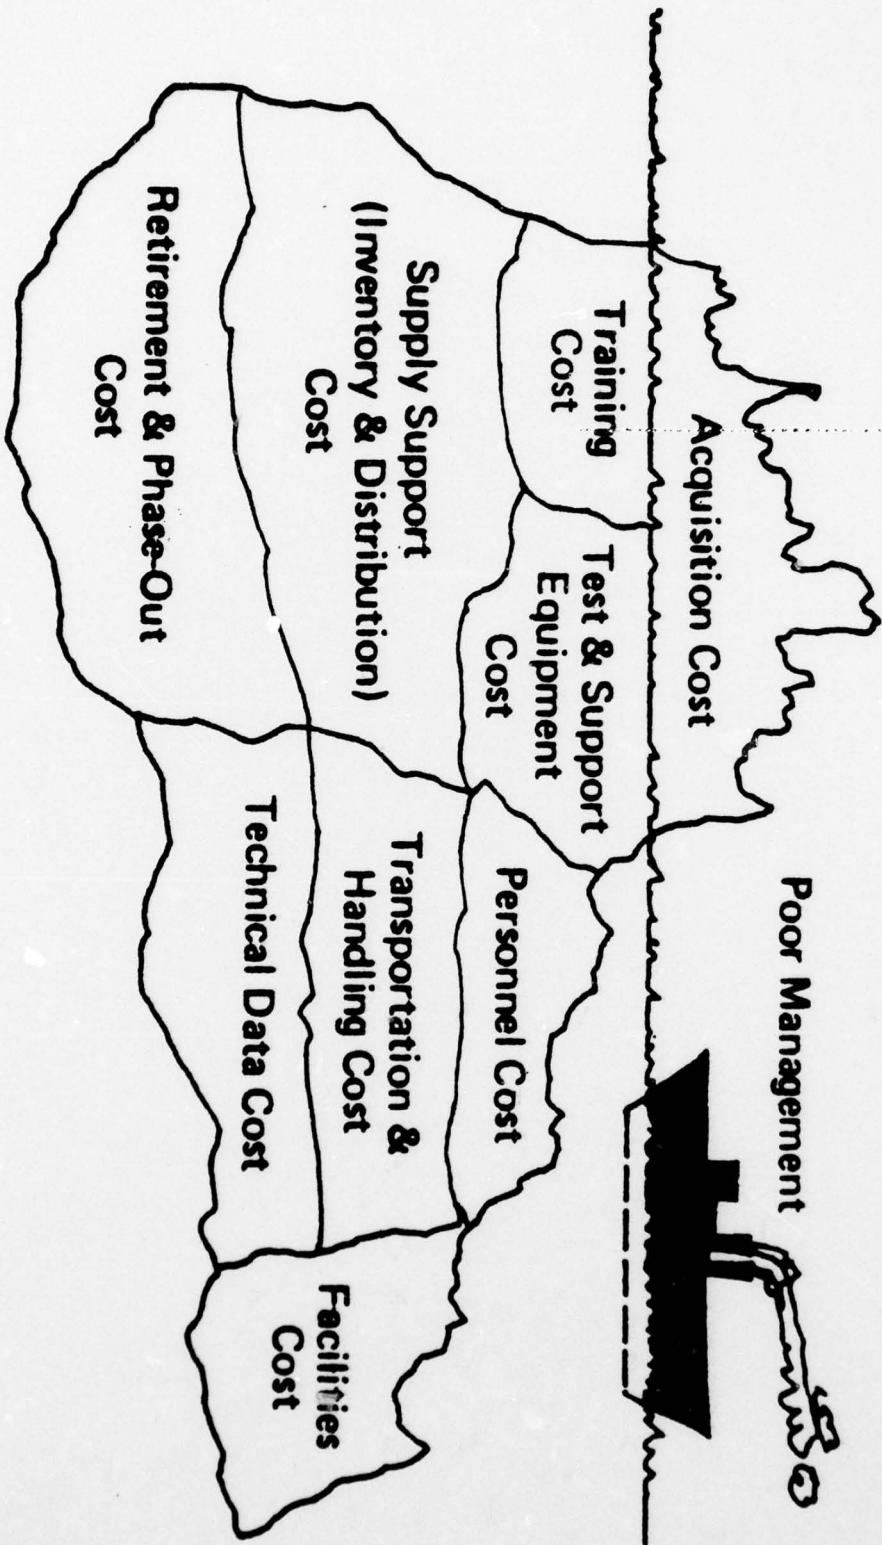 Poor Management
Acquisition Cost
Training
Cost
Test & Support
Equipment
Cost
Personnel Cost
Supply Support
(Inventory & Distribution)
Cost
Transportation &
Handling Cost
Facilities
Cost
Retirement & Phase-Out
Cost
Technical Data Cost